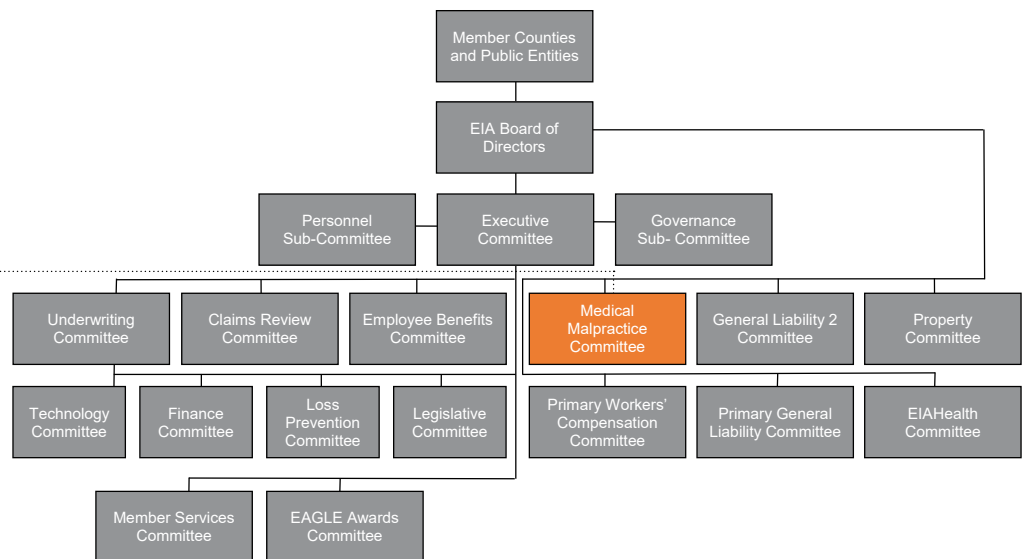 Member Counties
and Public Entities
EIA Board of
Directors
Personnel
Sub-Committee
Executive
Committee
Governance
Sub- Committee
Underwriting
Committee
Claims Review
Committee
Employee Benefits
Committee
Medical
Malpractice
Committee
General Liability 2
Committee
Property
Committee
Technology
Committee
Finance
Committee
Loss
Prevention
Committee
Legislative
Committee
Primary Workers’
Compensation
Committee
Primary General
Liability Committee
EIAHealth
Committee
Member Services
Committee
EAGLE Awards
Committee